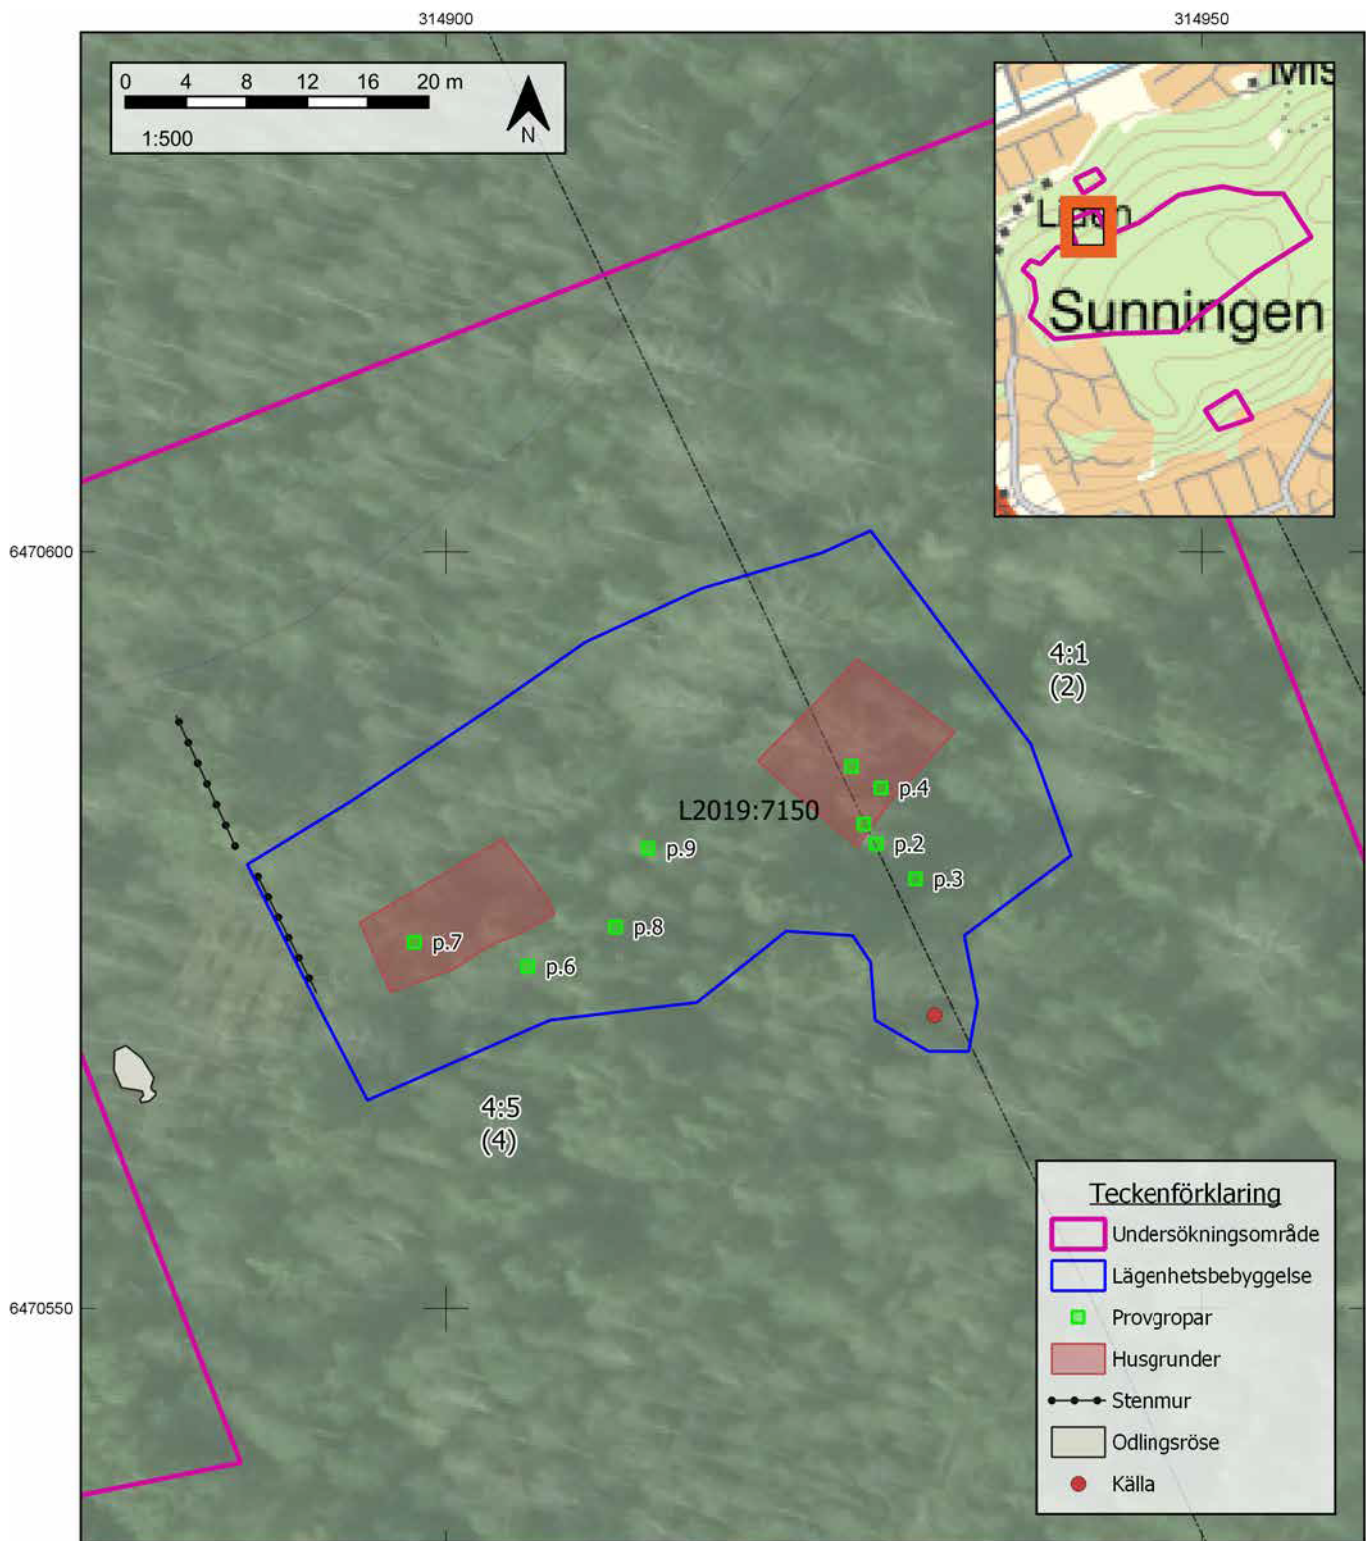 314900
314950
0 4 8 12 16 20 m
1:500
N
Sunningen
6470600
4:1
(2)
L2019:7150
p.4
p.2
p.9
p.3
p.8
p.7
p.6
4:5
(4)
6470550
Teckenförklaring
Undersökningsområde
Lägenhetsbebyggelse
Provgropar
Husgrunder
Stenmur
Odlingsröse
Källa